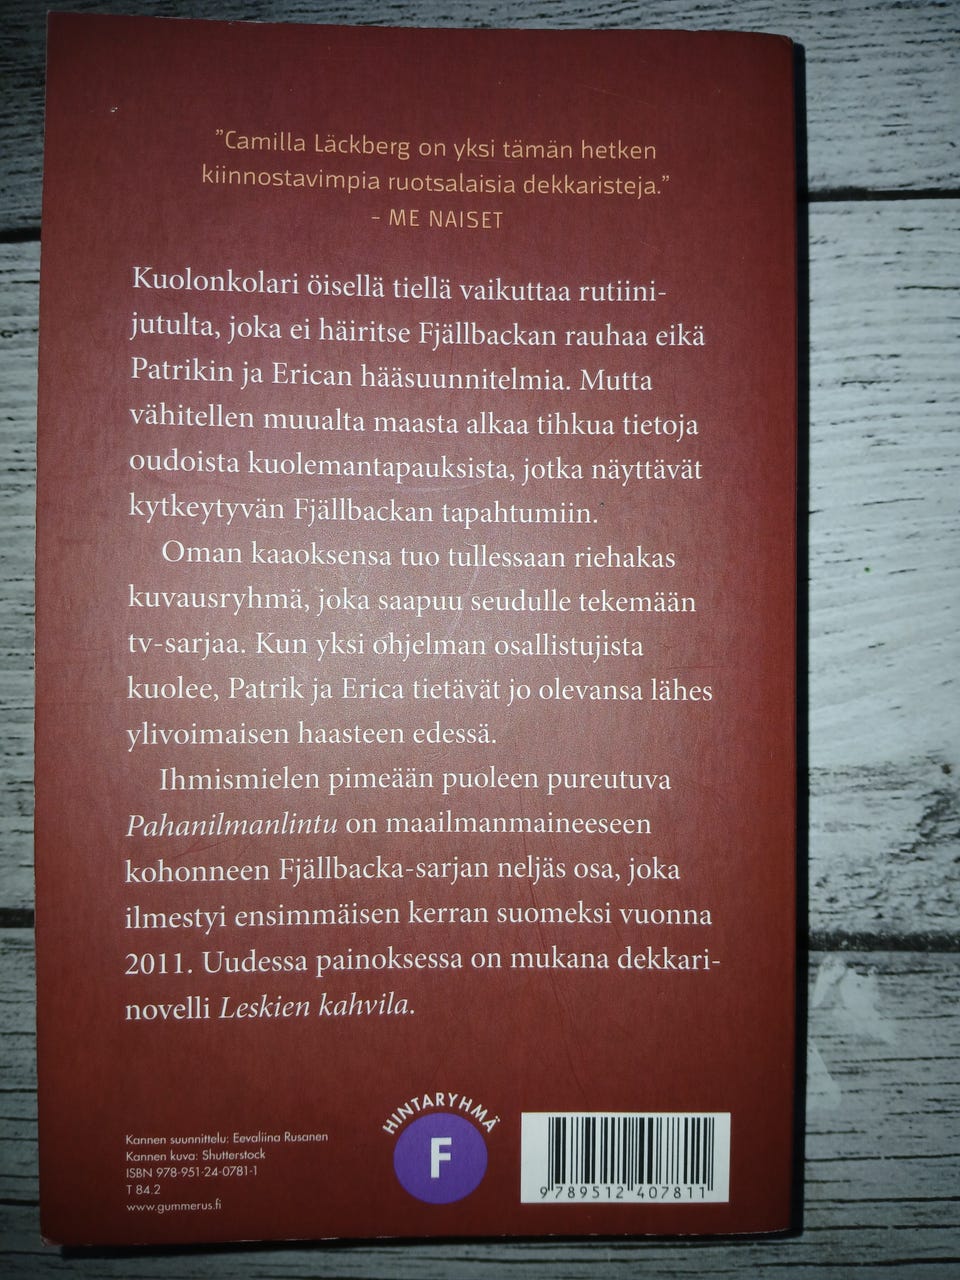 ”Camilla Läckberg on yksi tämän hetken
kiinnostavimpia ruotsalaisia dekkaristeja.”
- ME NAISET
Kuolonkolari öisellä tiellä vaikuttaa rutiini-
jutulta, joka ei häiritse Fjällbackan rauhaa eikä
Patrikin ja Erican hääsuunnitelmia. Mutta
vähitellen muualta maasta alkaa tihkua tietoja
oudoista kuolemantapauksista, jotka näyttävät
kytkeytyvän Fjällbackan tapahtumiin.
Oman kaaoksensa tuo tullessaan riehakas
kuvausryhmä, joka saapuu seudulle tekemään
tv-sarjaa. Kun yksi ohjelman osallistujista
kuolee, Patrik ja Erica tietävät jo olevansa lähes
ylivoimaisen haasteen edessä.
Ihmismielen pimeään puoleen pureutuva
Pahanilmanlintu on maailmanmaineeseen
kohonneen Fjällbacka-sarjan neljäs osa, joka
ilmestyi ensimmäisen kerran suomeksi vuonna
2011. Uudessa painoksessa on mukana dekkari-
novelli Leskien kahvila.
Kannen suunnittelu: Eevaliina Rusanen
Kannen kuva: Shutterstock
ISBN 978-951-24-0781-1
T 84.2
www.gummerus.fi
HINTARYHMÄ
F
9 789512 407811